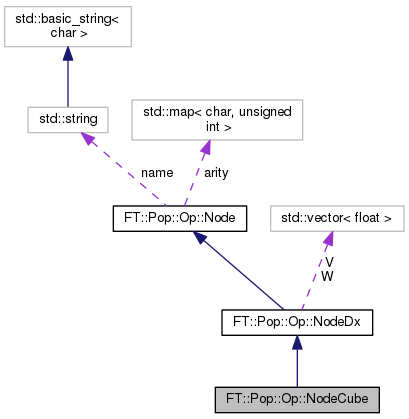 std::basic_string<
char >
std::string
std::map< char, unsigned
int >
name
arity
FT::Pop::Op::Node
std::vector< float >
V
W
FT::Pop::Op::NodeDx
FT::Pop::Op::NodeCube